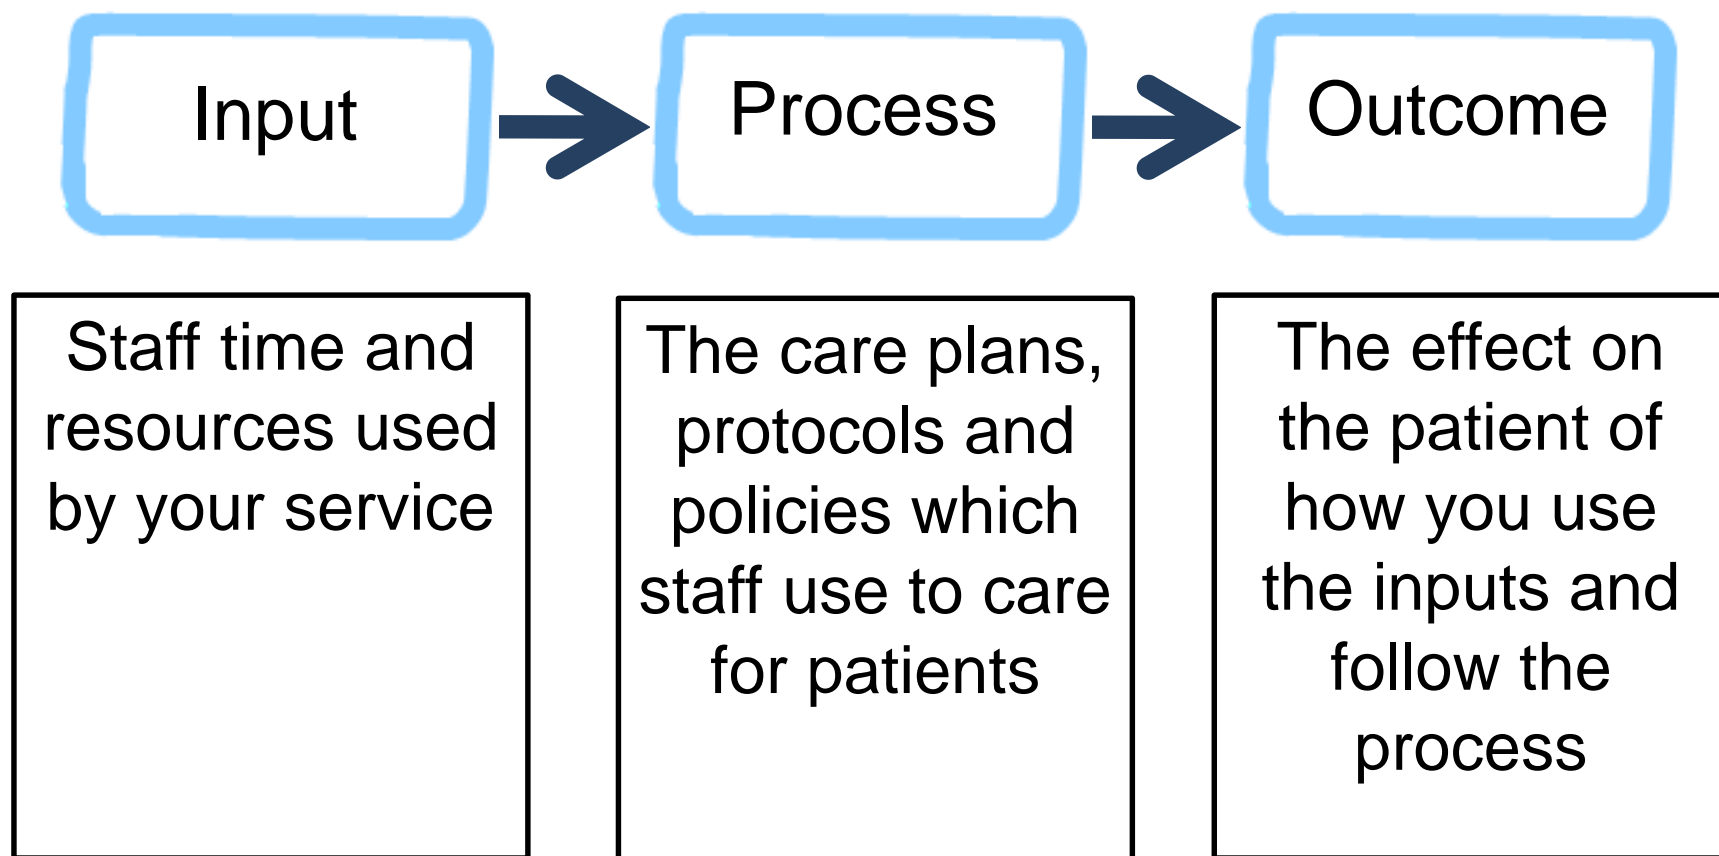 Input
Process
Outcome
Staff time and
resources used
by your service
The care plans,
protocols and
policies which
staff use to care
for patients
The effect on
the patient of
how you use
the inputs and
follow the
process